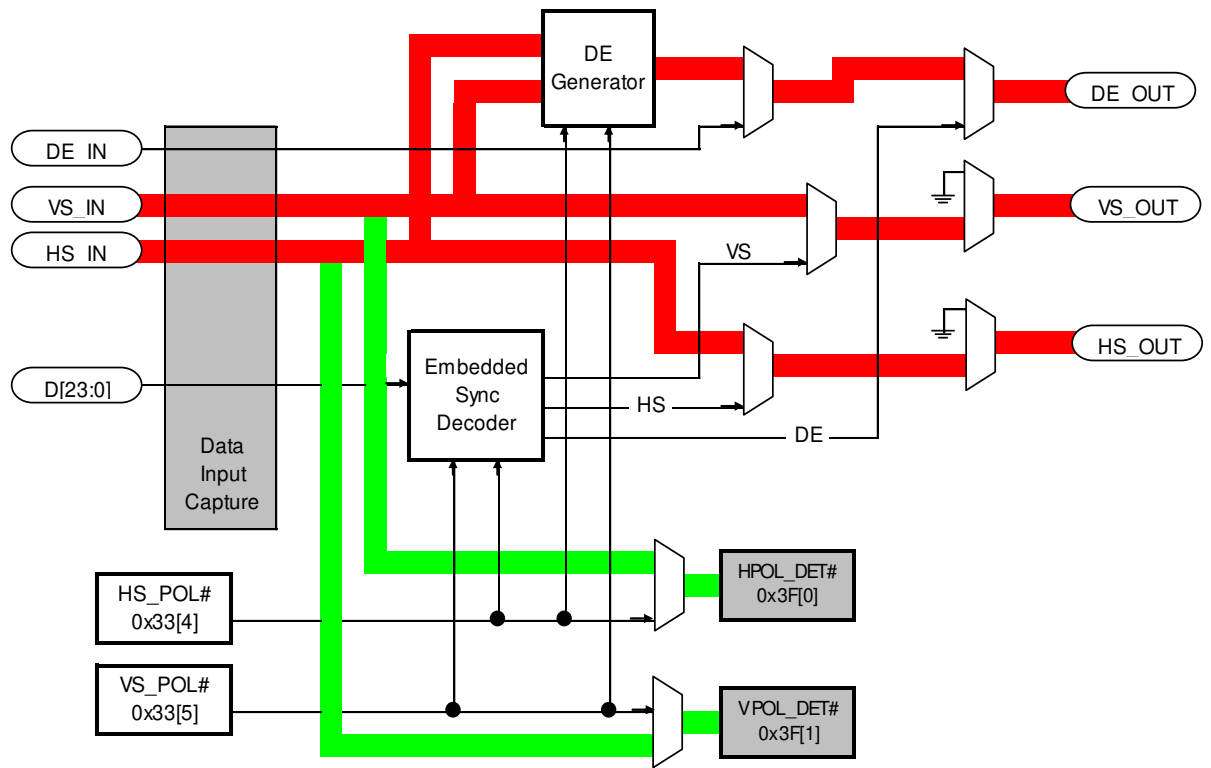 DE
Generator
DE_OUT
DE_IN
VS_IN
VS_OUT
HS_IN
VS
HS_OUT
D[23:0]
Embedded
Sync
Decoder
HS
DE
Data
Input
Capture
HS_POL#
0x33[4]
HPOL_DET#
0x3F[0]
VS_POL#
0x33[5]
VPOL_DET#
0x3F[1]